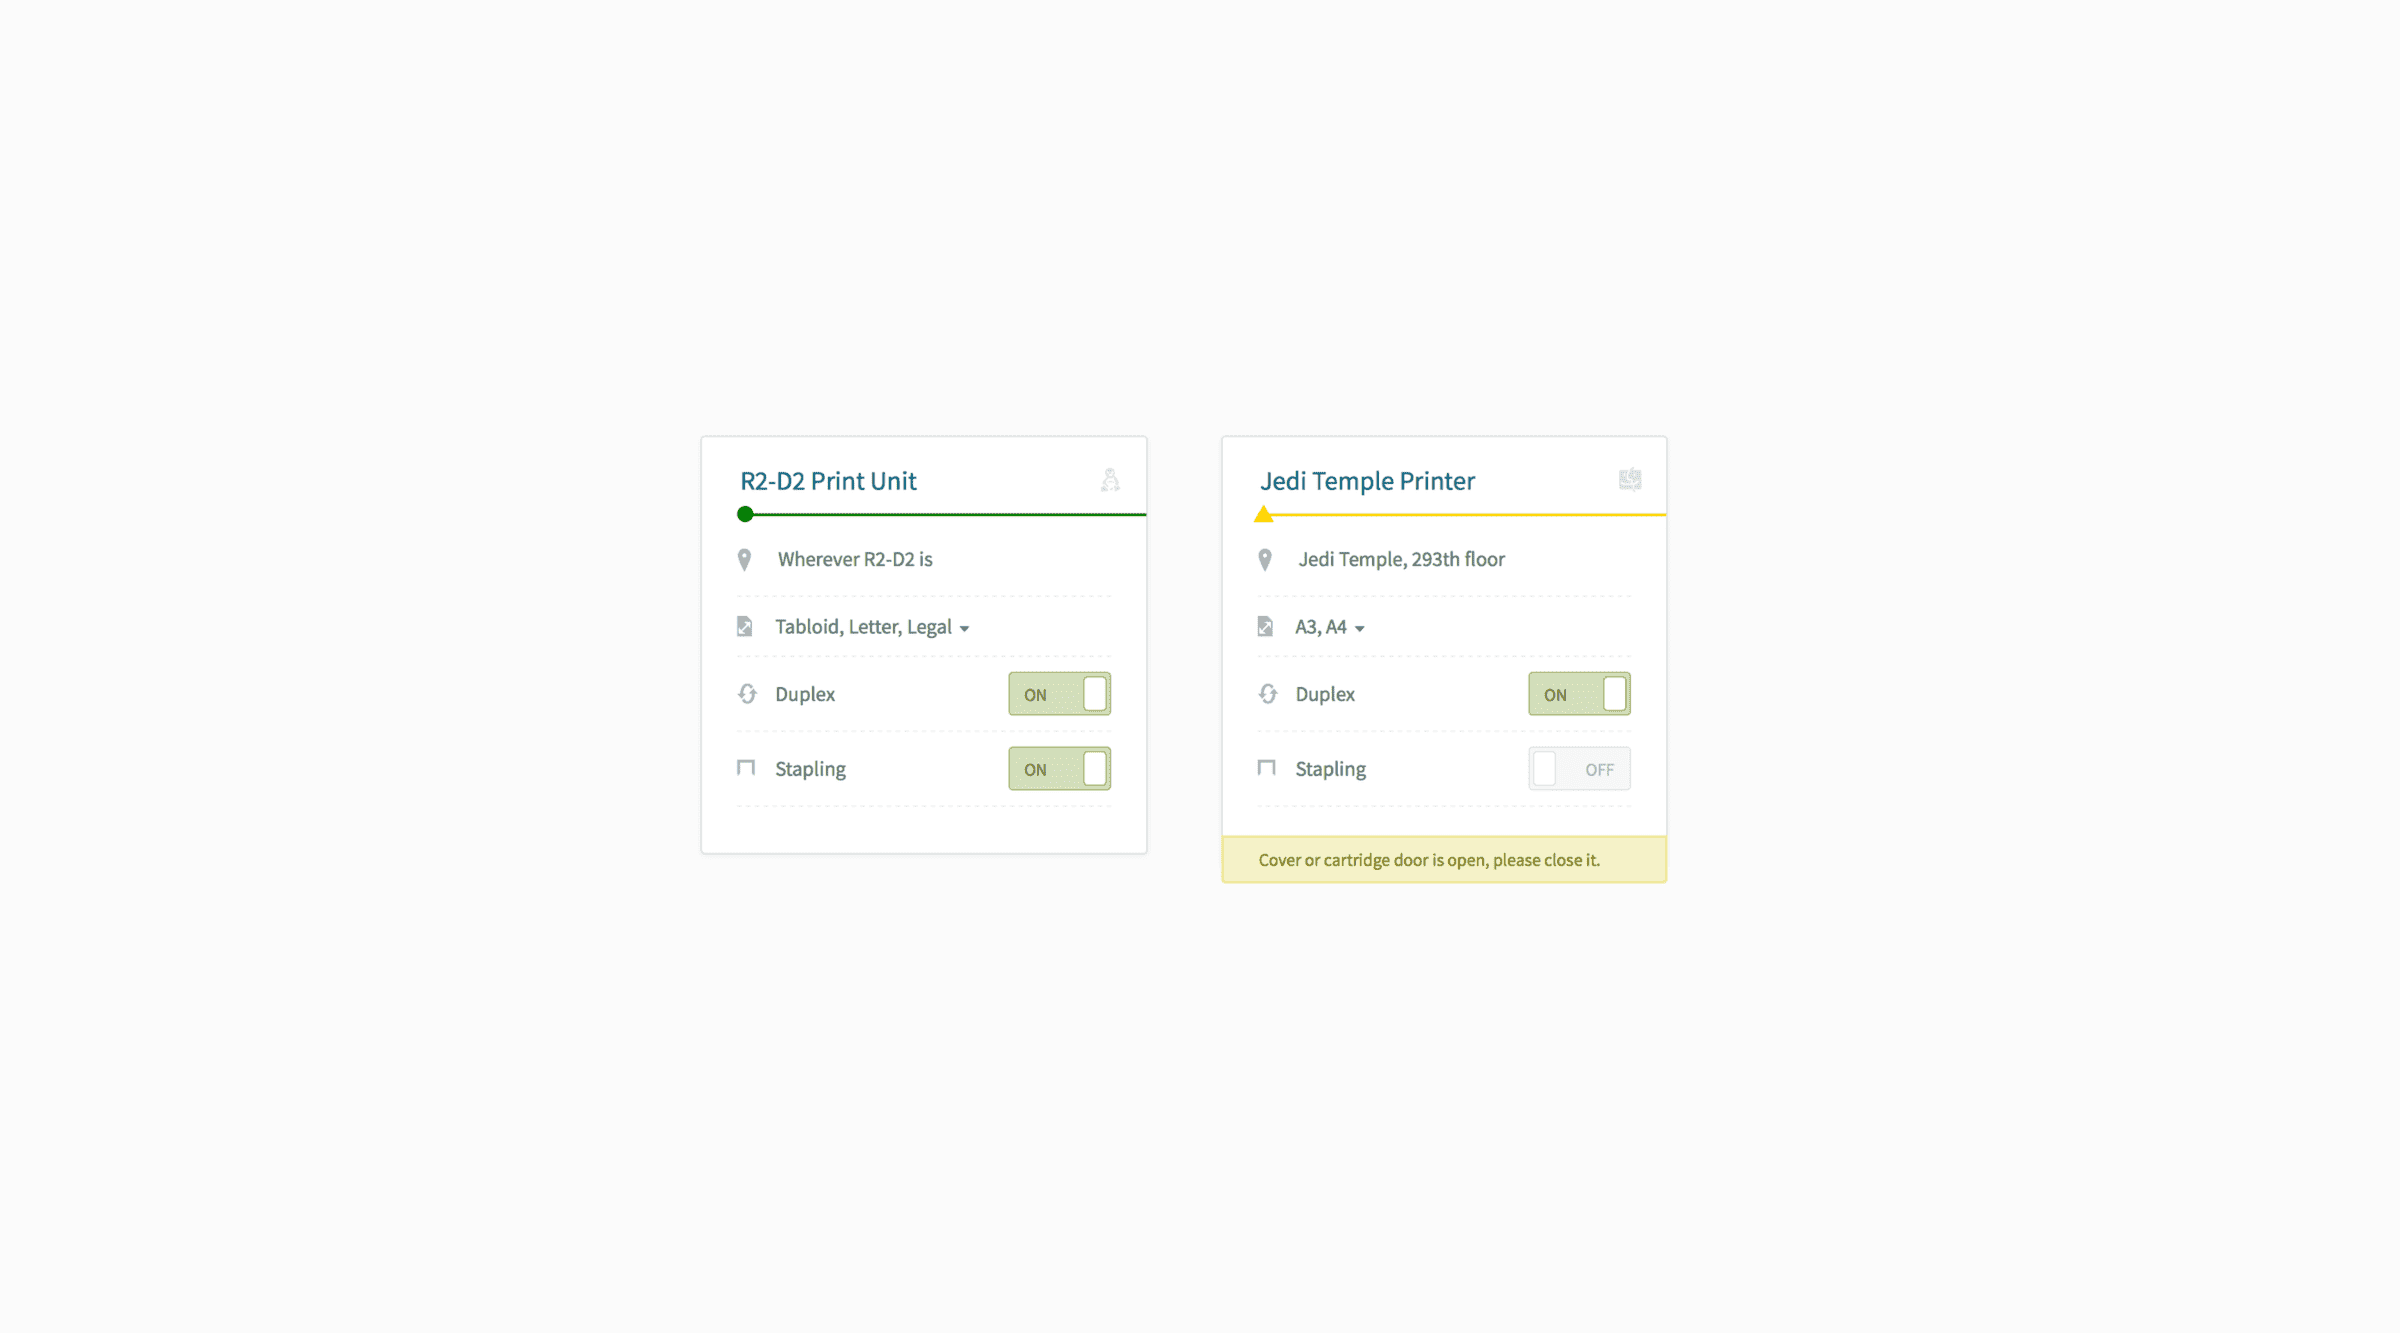 R2-D2 Print Unit
Wherever R2-D2 is
Tabloid, Letter, Legal
Duplex
ON
Stapling
ON
Jedi Temple Printer
Jedi Temple, 293th floor
A3, A4
Duplex
ON
Stapling
OFF
Cover or cartridge door is open, please close it.